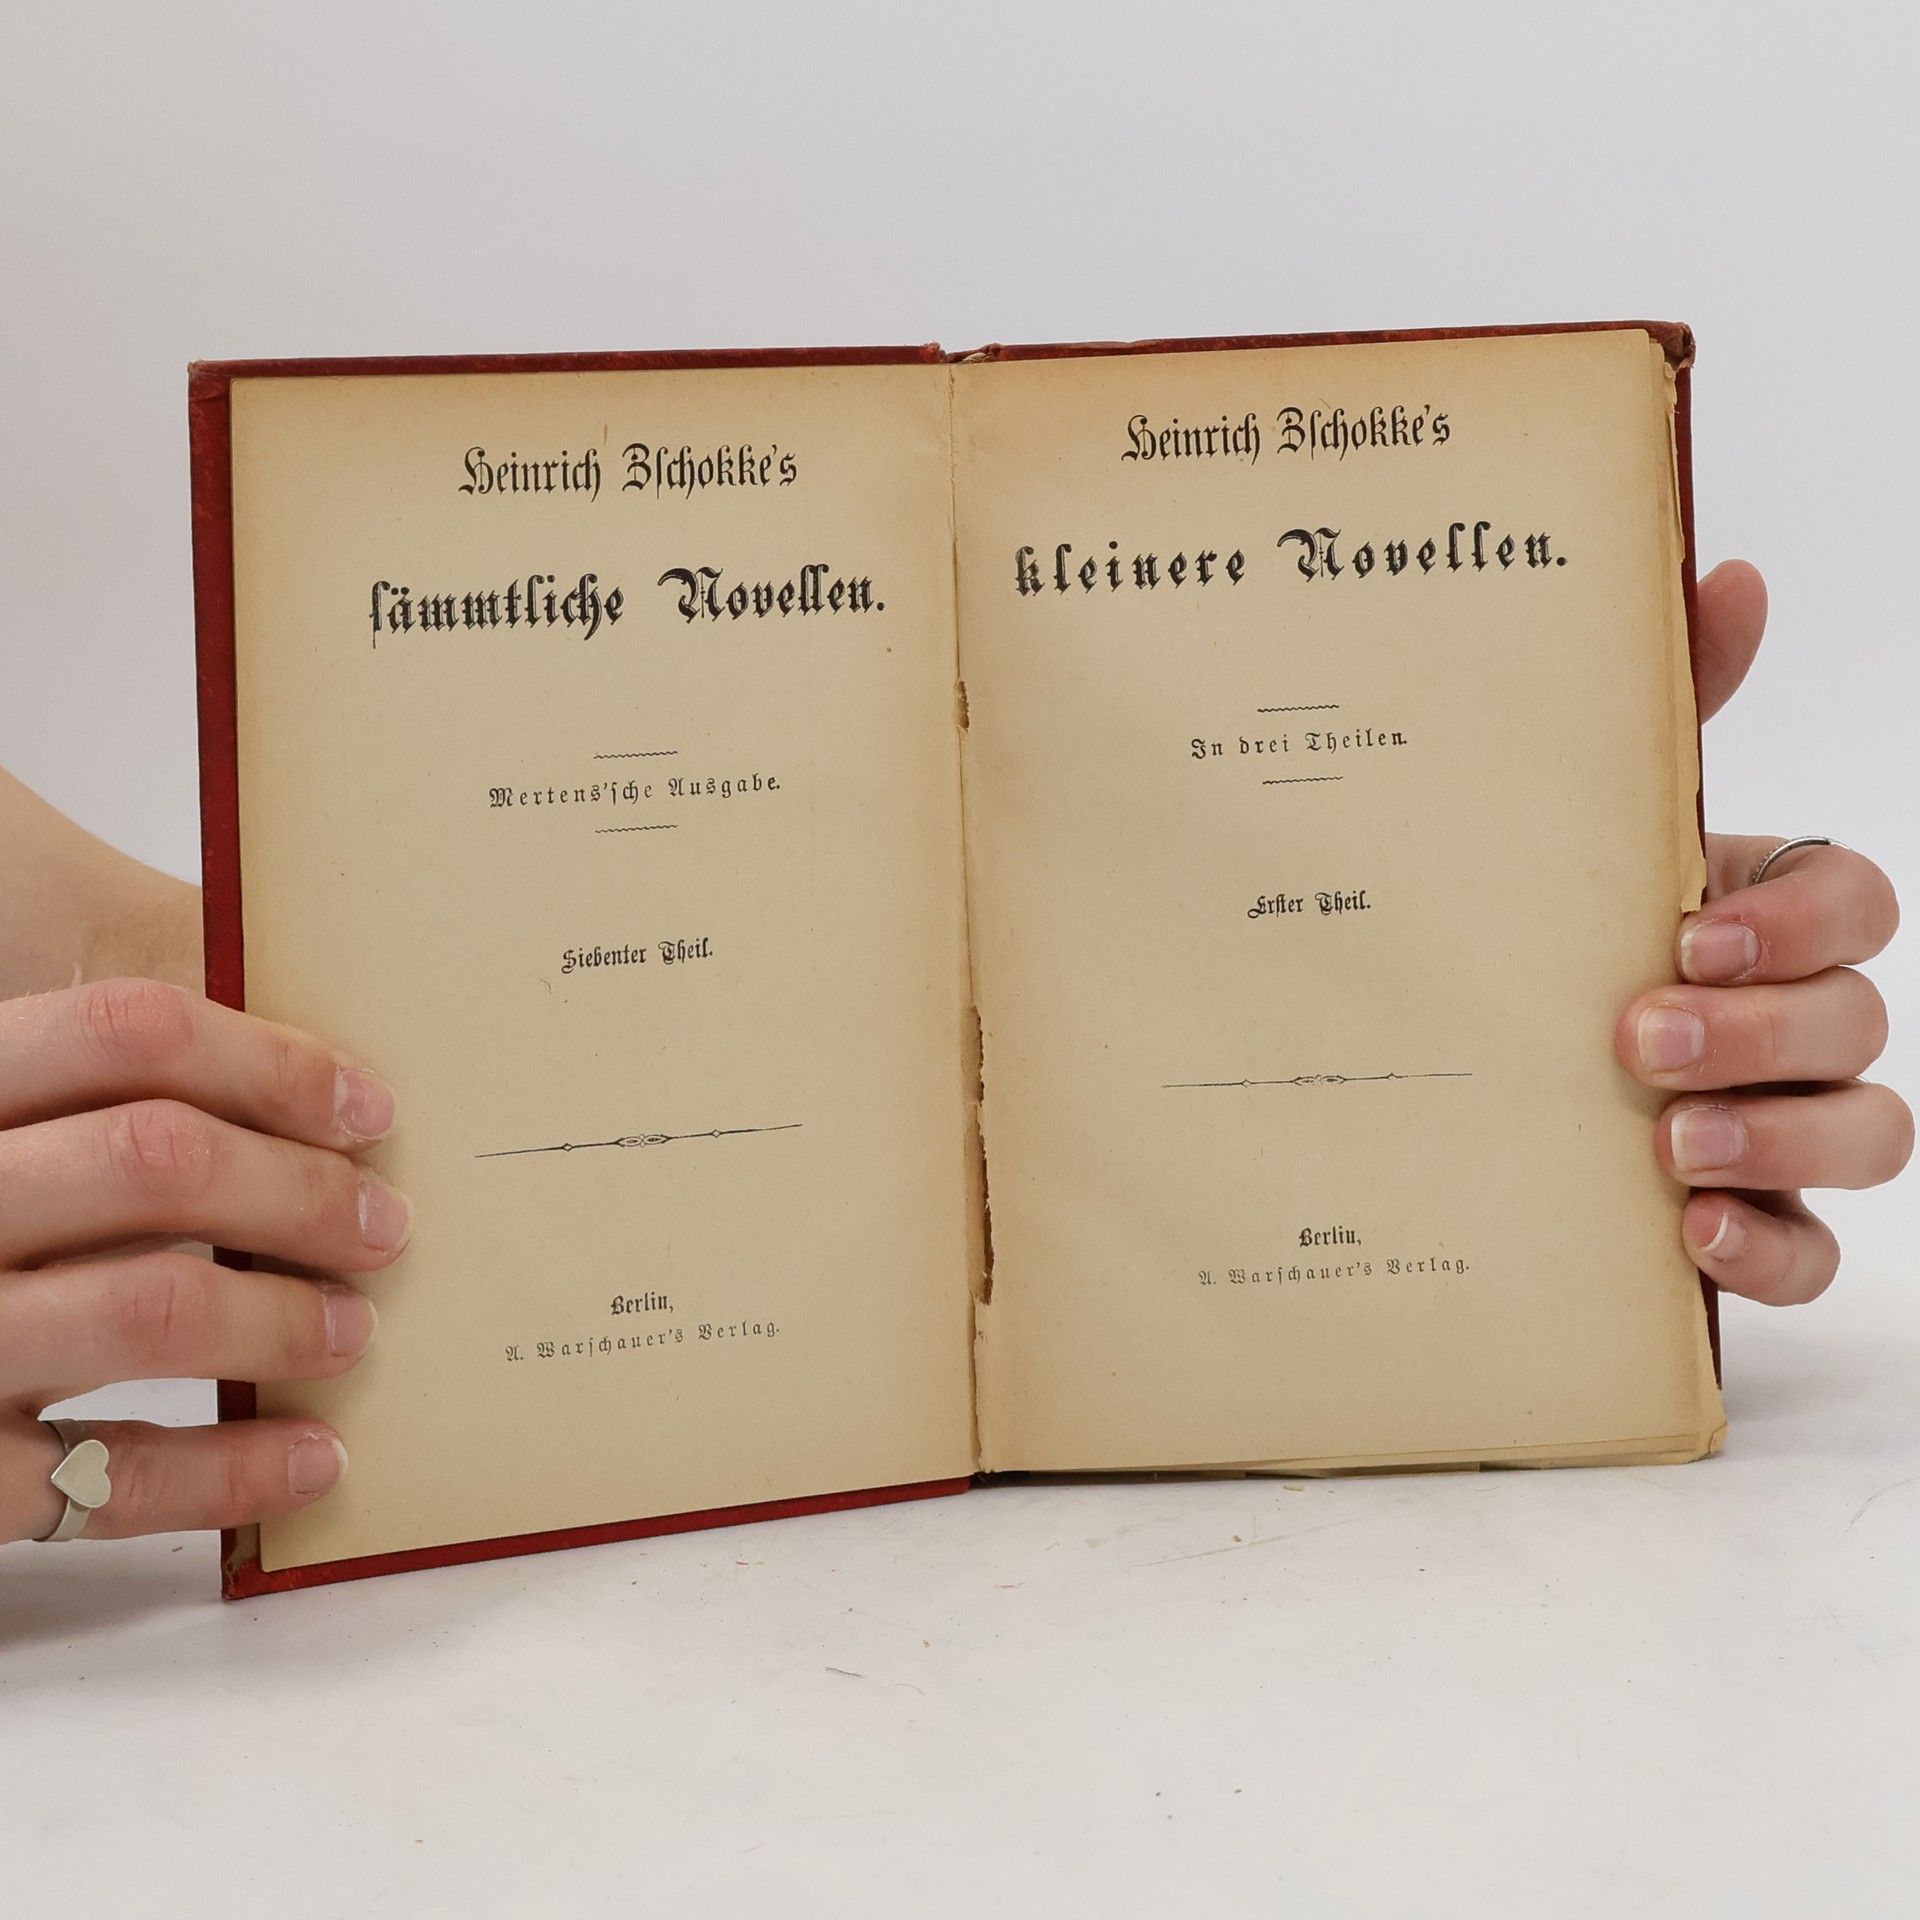 Heinrich Zſchokke's
ſämmtliche Novellen.
Mertens'ſche Ausgabe.
Siebenter Theil.
Berlin,
A. Warſchauer's Verlag.
Heinrich Zſchokke's
kleinere Novellen.
In drei Theilen.
Erſter Theil.
Berlin,
A. Warſchauer's Verlag.